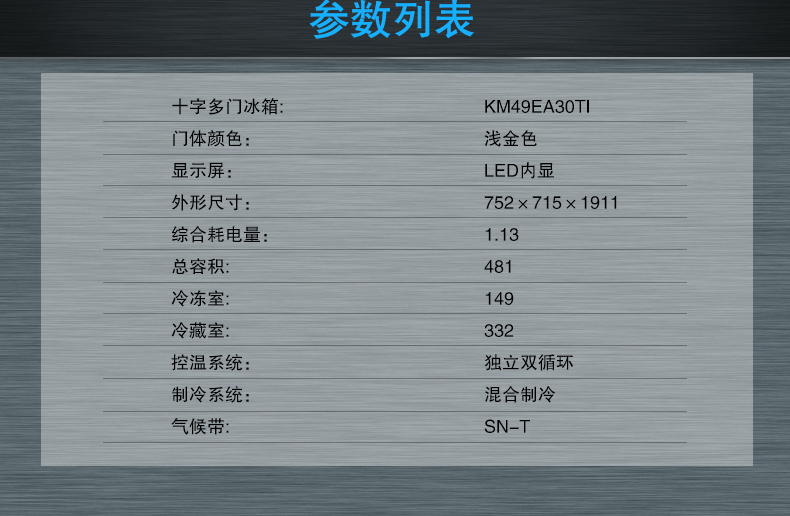 参数列表
十字多门冰箱: KM49EA30TI
门体颜色： 浅金色
显示屏： LED内显
外形尺寸： 752×715×1911
综合耗电量： 1.13
总容积: 481
冷冻室: 149
冷藏室: 332
控温系统： 独立双循环
制冷系统： 混合制冷
气候带: SN-T